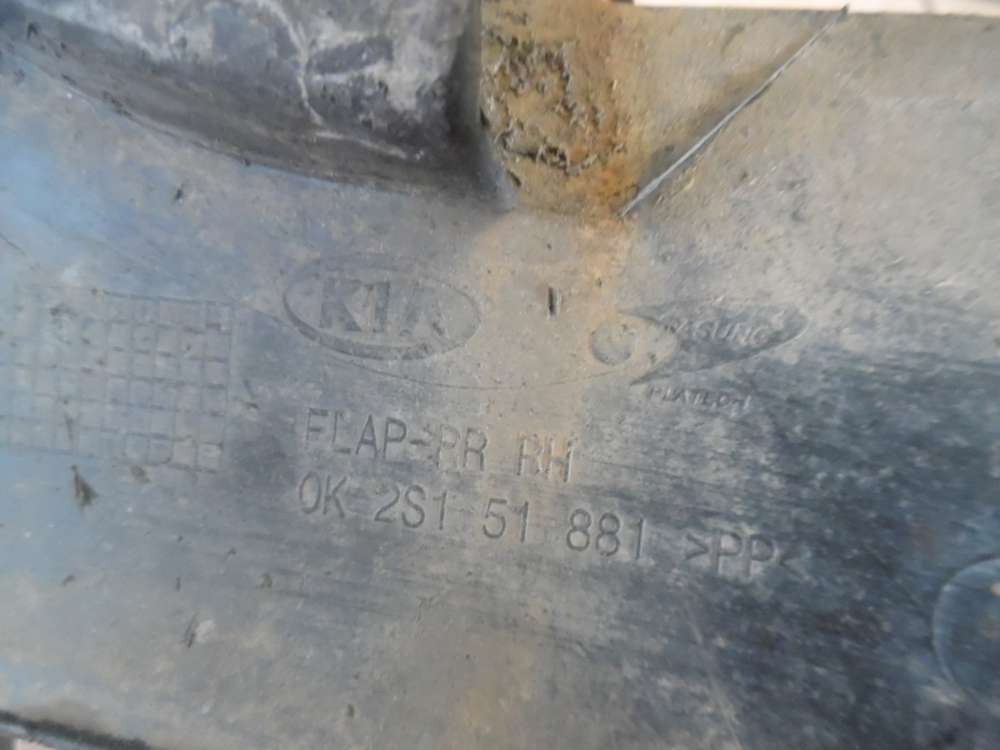 KIA
FLAP-RR RH
0K 2S1 51 881 >PP<